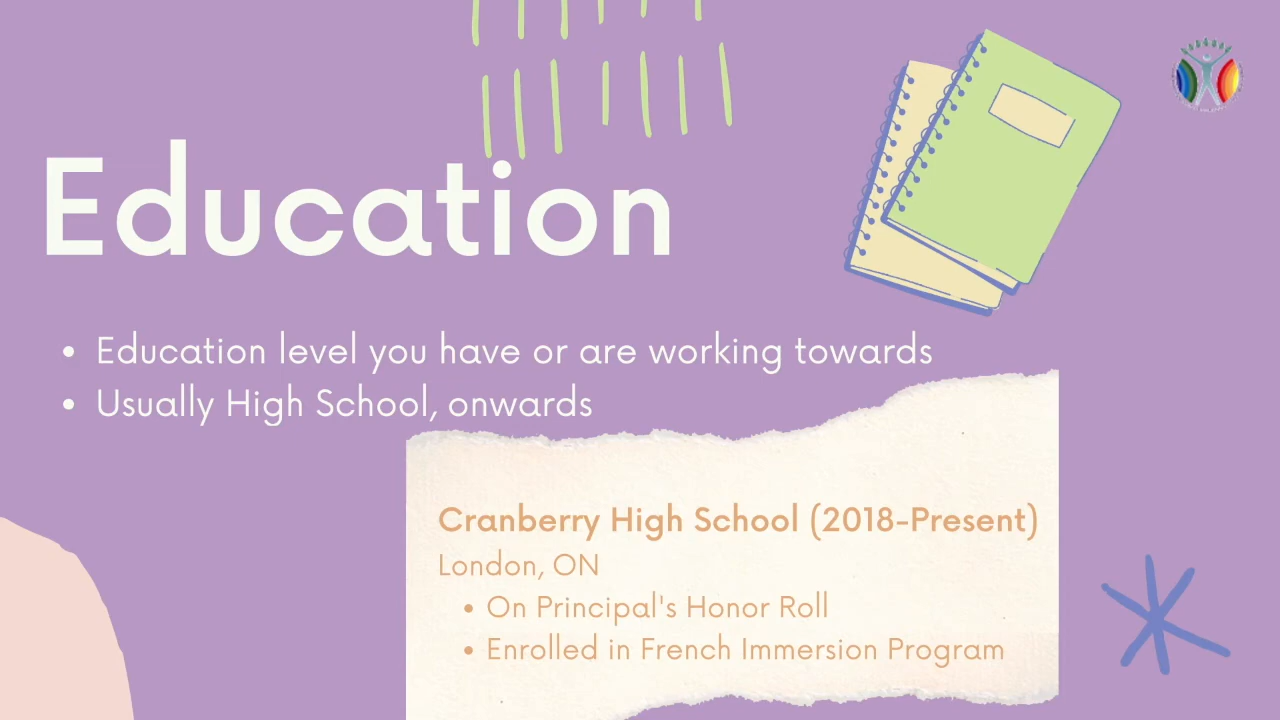 Education
• Education level you have or are working towards
• Usually High School, onwards
Cranberry High School (2018-Present)
London, ON
• On Principal's Honor Roll
• Enrolled in French Immersion Program